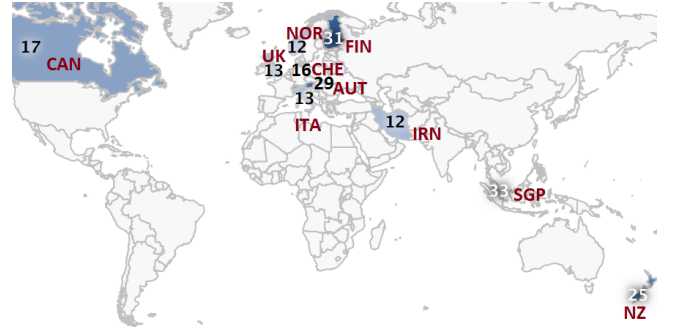 17
CAN
NOR
12
31
FIN
UK
13
16
CHE
29
AUT
13
ITA
12
IRN
33
SGP
25
NZ